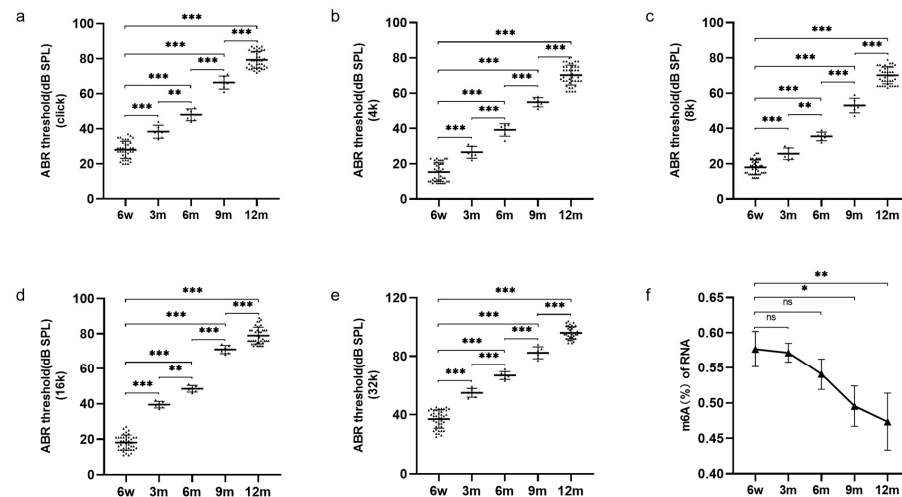 a
ABR threshold(dB SPL)
(click)
100
80
60
40
20
0
***
***
***
***
***
**
***
6w 3m 6m 9m 12m
b
ABR threshold(dB SPL)
(4k)
100
80
60
40
20
0
***
***
***
***
***
***
***
6w 3m 6m 9m 12m
c
ABR threshold(dB SPL)
(8k)
100
80
60
40
20
0
***
***
***
***
***
**
***
6w 3m 6m 9m 12m
d
ABR threshold(dB SPL)
(16k)
100
80
60
40
20
0
***
***
***
***
***
**
***
6w 3m 6m 9m 12m
e
ABR threshold(dB SPL)
(32k)
120
80
40
0
***
***
***
***
***
***
***
6w 3m 6m 9m 12m
f
m6A(%) of RNA
0.65
0.60
0.55
0.50
0.45
0.40
**
*
ns
ns
6w 3m 6m 9m 12m